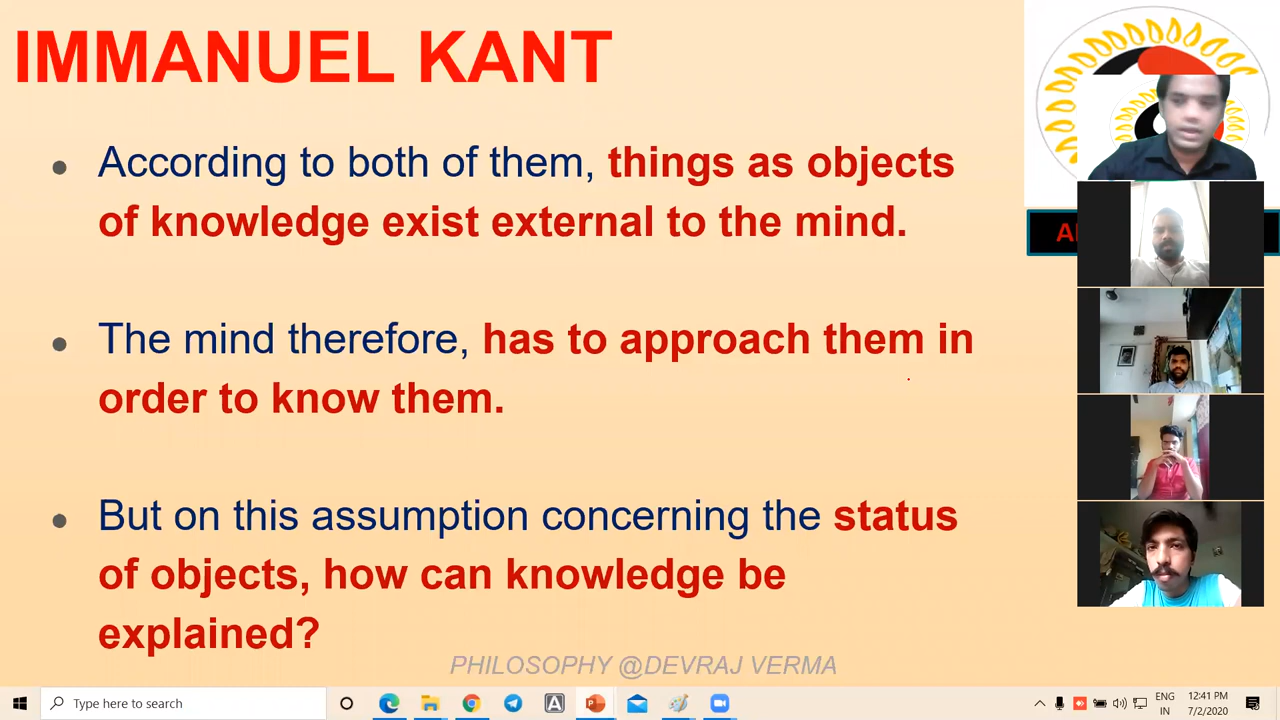 IMMANUEL KANT
• According to both of them, things as objects
of knowledge exist external to the mind.
• The mind therefore, has to approach them in
order to know them.
• But on this assumption concerning the status
of objects, how can knowledge be
explained?
PHILOSOPHY @DEVRAJ VERMA
Type here to search
ENG
IN
12:41 PM
7/2/2020